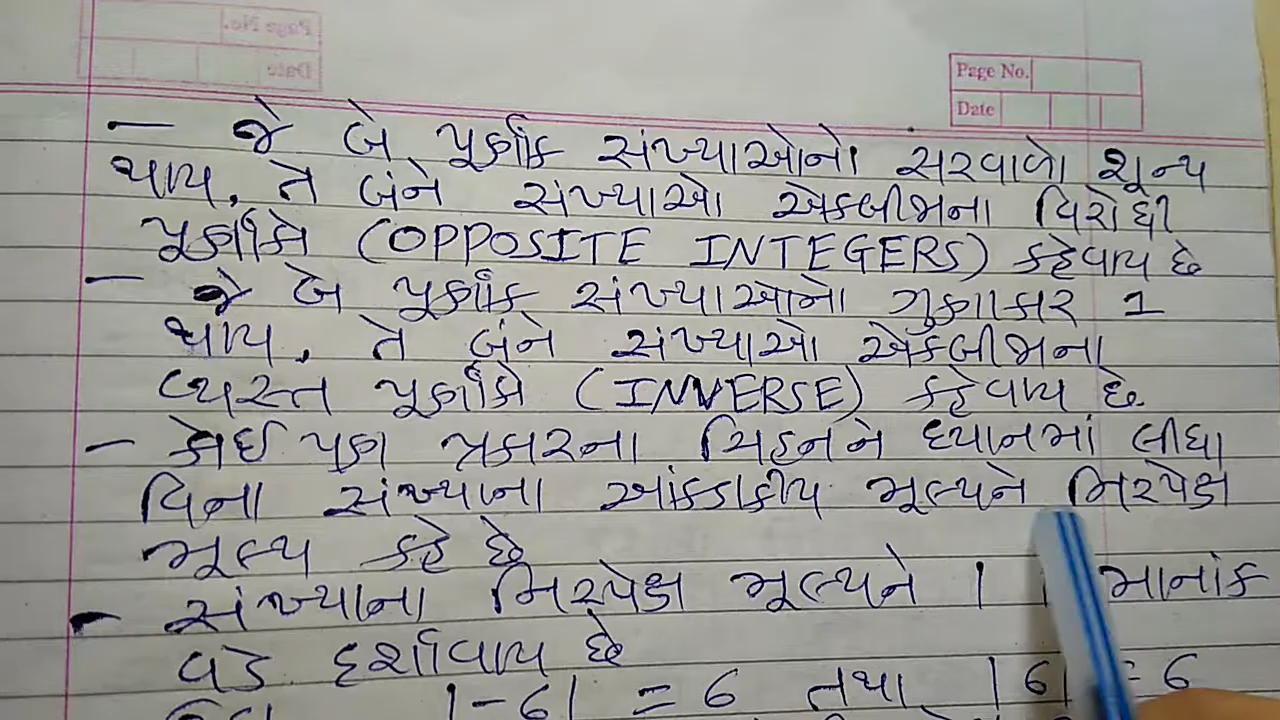 Page No.
Date
– જે બે પૂર્ણાંક સંખ્યાઓનો સરવાળો શૂન્ય
થાય, તે બંને સંખ્યાઓ એકબીજાના વિરોધી
પૂર્ણાંકો (OPPOSITE INTEGERS) કહેવાય છે
– જે બે પૂર્ણાંક સંખ્યાઓનો ગુણાકાર 1
થાય, તે બંને સંખ્યાઓ એકબીજાના
વ્યસ્ત પૂર્ણાંકો (INVERSE) કહેવાય છે.
– કોઈ પણ પ્રકારના ચિહનને ધ્યાનમાં લીધા
વિના સંખ્યાના આંકડાકીય મૂલ્યને નિરપેક્ષ
મૂલ્ય કહે છે
– સંખ્યાના નિરપેક્ષ મૂલ્યને | | માનાંક
વડે દર્શાવાય છે
|-6| = 6 તથા |6| = 6